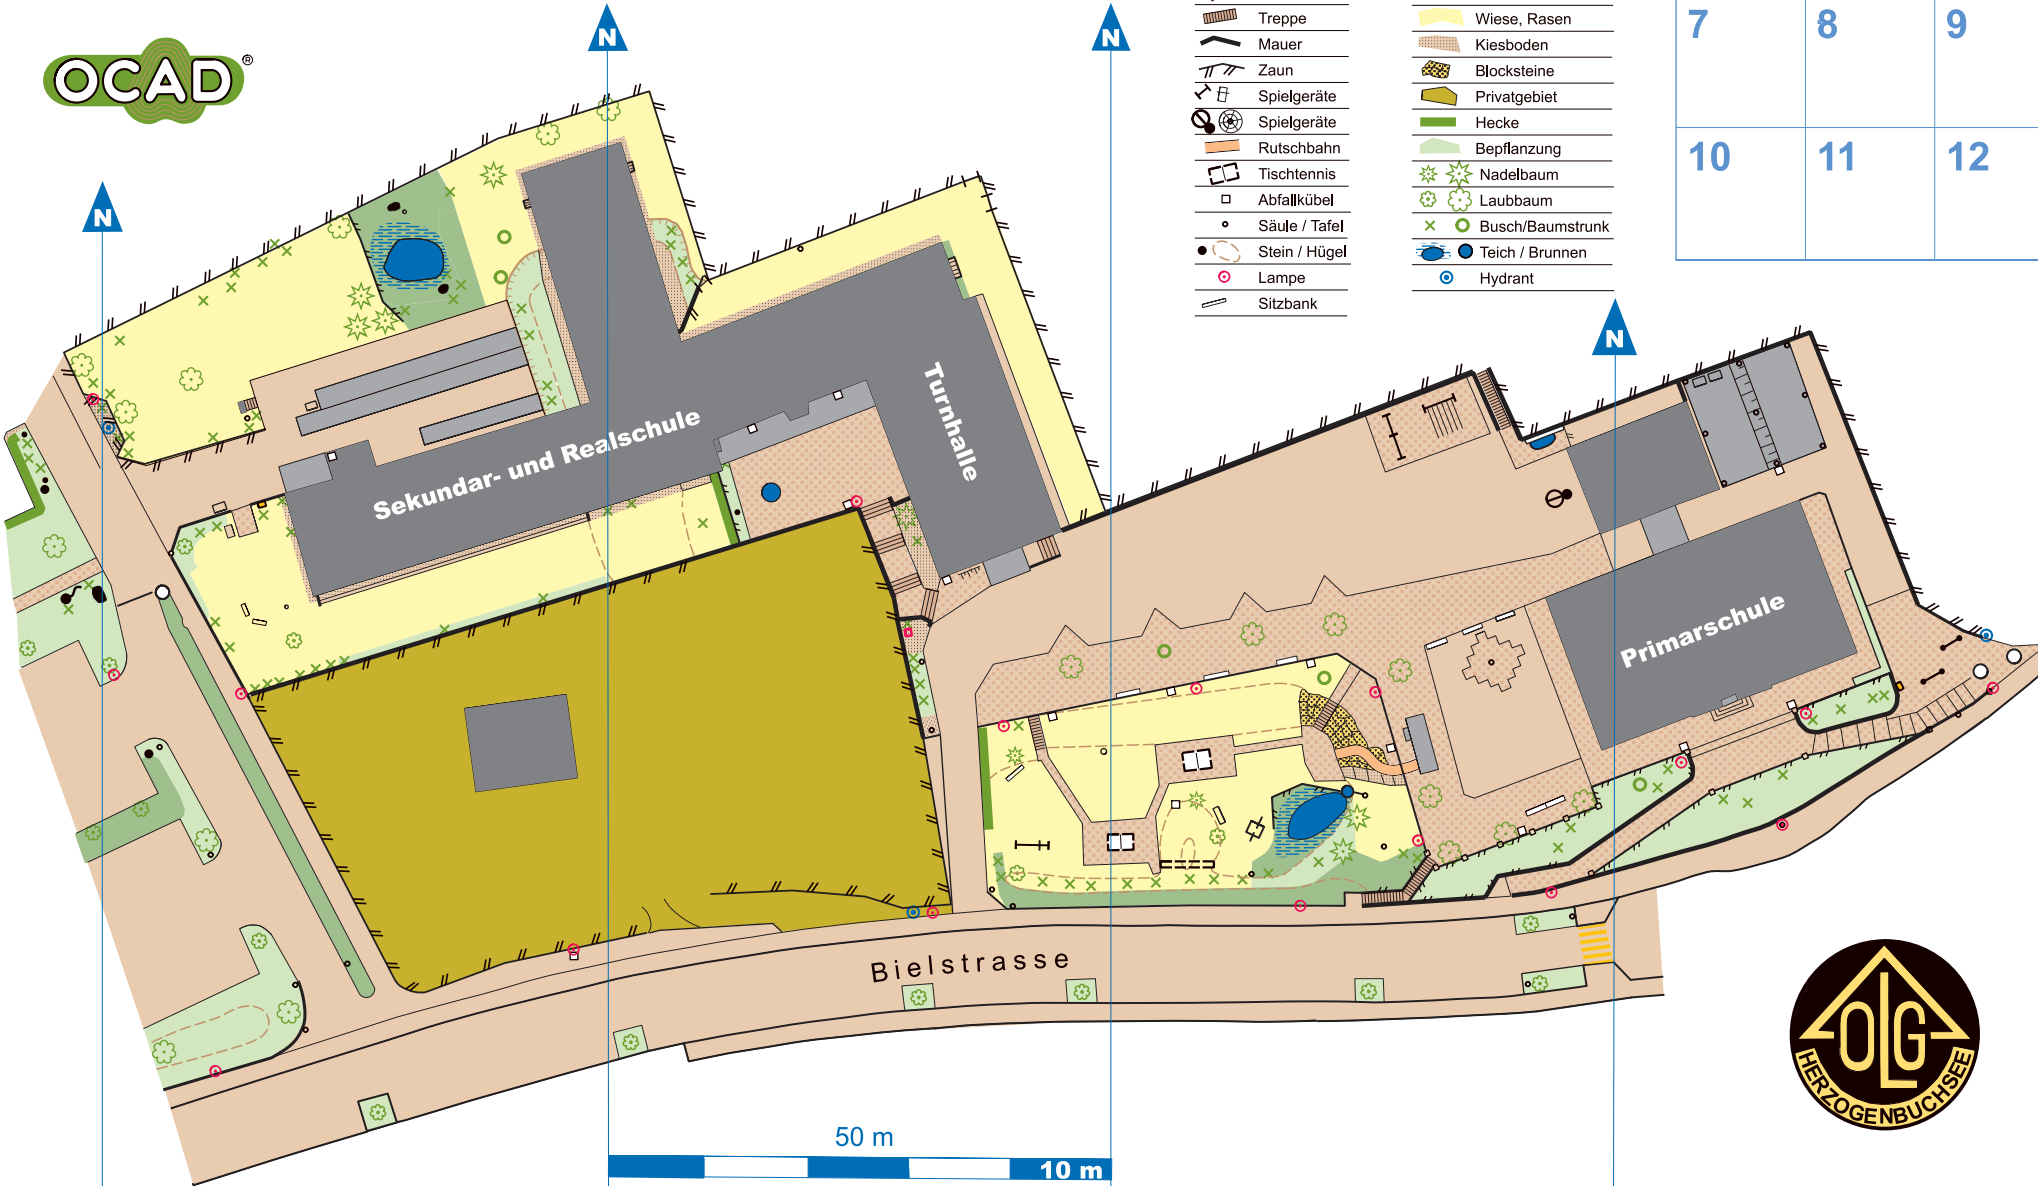 OCAD®
N
N
N
N
Treppe
Mauer
Zaun
Spielgeräte
Spielgeräte
Rutschbahn
Tischtennis
Abfallkübel
Säule / Tafel
Stein / Hügel
Lampe
Sitzbank
Wiese, Rasen
Kiesboden
Blocksteine
Privatgebiet
Hecke
Bepflanzung
Nadelbaum
Laubbaum
Busch/Baumstrunk
Teich / Brunnen
Hydrant
7 8 9
10 11 12
Sekundar- und Realschule
Turnhalle
Primarschule
Bielstrasse
50 m
10 m
OLG
HERZOGENBUCHSEE